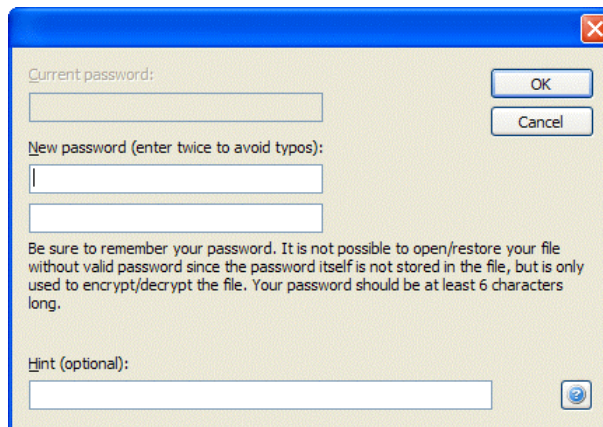 Current password:
OK
Cancel
New password (enter twice to avoid typos):
Be sure to remember your password. It is not possible to open/restore your file
without valid password since the password itself is not stored in the file, but is only
used to encrypt/decrypt the file. Your password should be at least 6 characters
long.
Hint (optional):
?